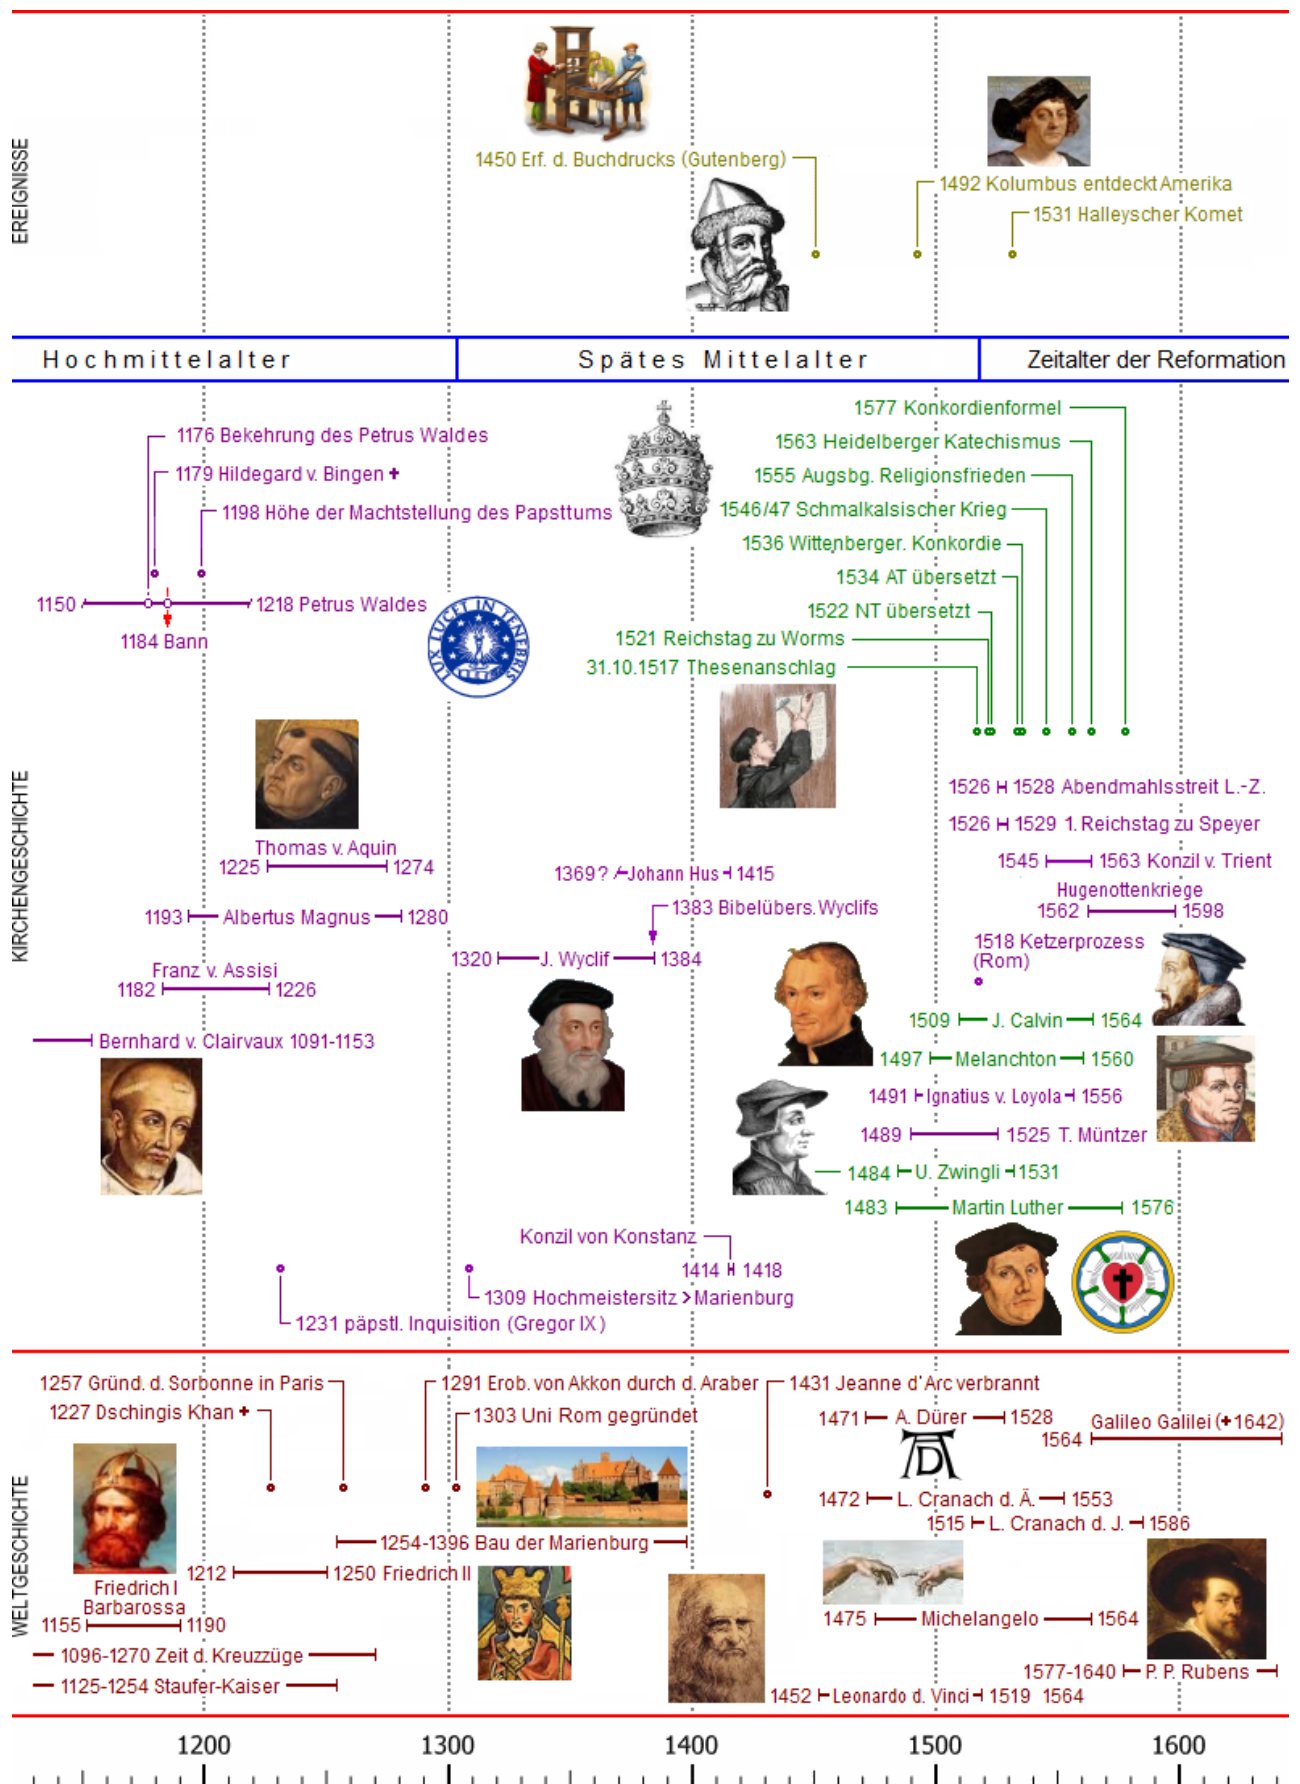 EREIGNISSE
1450 Erf. d. Buchdrucks (Gutenberg)
1492 Kolumbus entdeckt Amerika
1531 Halleyscher Komet
Hochmittelalter
Spätes Mittelalter
Zeitalter der Reformation
KIRCHENGESCHICHTE
1577 Konkordienformel
1176 Bekehrung des Petrus Waldes
1563 Heidelberger Katechismus
1179 Hildegard v. Bingen +
1555 Augsbg. Religionsfrieden
1198 Höhe der Machtstellung des Papsttums
1546/47 Schmalkalsischer Krieg
1536 Wittenberger. Konkordie
1534 AT übersetzt
1150
1218 Petrus Waldes
1522 NT übersetzt
1184 Bann
LUX LUCET IN TENEBRIS
1521 Reichstag zu Worms
31.10.1517 Thesenanschlag
1526 1528 Abendmahlsstreit L.-Z.
1526 1529 1. Reichstag zu Speyer
Thomas v. Aquin
1225 1274
1545 1563 Konzil v. Trient
1369? Johann Hus 1415
Hugenottenkriege
1562 1598
1193 Albertus Magnus 1280
1383 Bibelübers. Wyclifs
1518 Ketzerprozess
(Rom)
1320 J. Wyclif 1384
Franz v. Assisi
1182 1226
1509 J. Calvin 1564
Bernhard v. Clairvaux 1091-1153
1497 Melanchton 1560
1491 Ignatius v. Loyola 1556
1489 1525 T. Müntzer
1484 U. Zwingli 1531
1483 Martin Luther 1576
Konzil von Konstanz
1414 1418
1309 Hochmeistersitz > Marienburg
1231 päpstl. Inquisition (Gregor IX)
WELTGESCHICHTE
1257 Gründ. d. Sorbonne in Paris
1291 Erob. von Akkon durch d. Araber
1431 Jeanne d'Arc verbrannt
1227 Dschingis Khan +
1303 Uni Rom gegründet
1471 A. Dürer 1528
Galileo Galilei (+1642)
1564
AD
1472 L. Cranach d. Ä. 1553
1515 L. Cranach d. J. 1586
1254-1396 Bau der Marienburg
1212 1250 Friedrich II
Friedrich I
Barbarossa
1155 1190
1475 Michelangelo 1564
1096-1270 Zeit d. Kreuzzüge
1577-1640 P. P. Rubens
1125-1254 Staufer-Kaiser
1452 Leonardo d. Vinci 1519 1564
1200 1300 1400 1500 1600